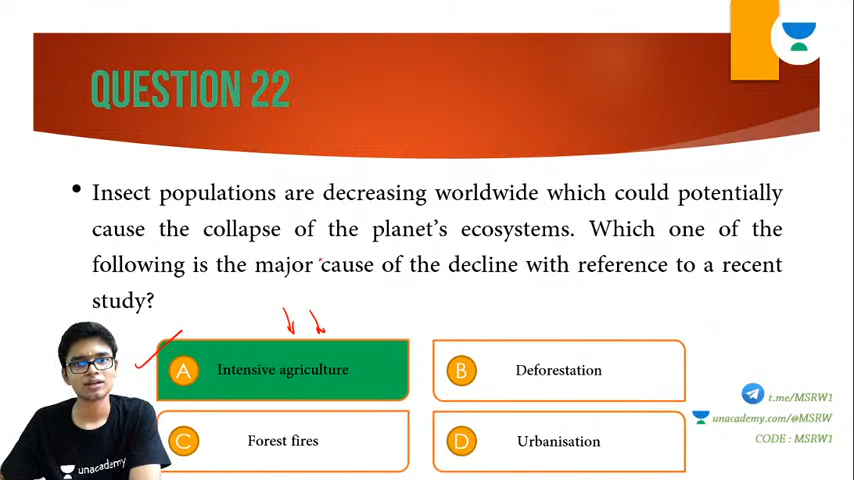 QUESTION 22
• Insect populations are decreasing worldwide which could potentially
cause the collapse of the planet's ecosystems. Which one of the
following is the major cause of the decline with reference to a recent
study?
A Intensive agriculture
B Deforestation
C Forest fires
D Urbanisation
t.me/MSRW1
unacademy.com/@MSRW
CODE : MSRW1
unacademy